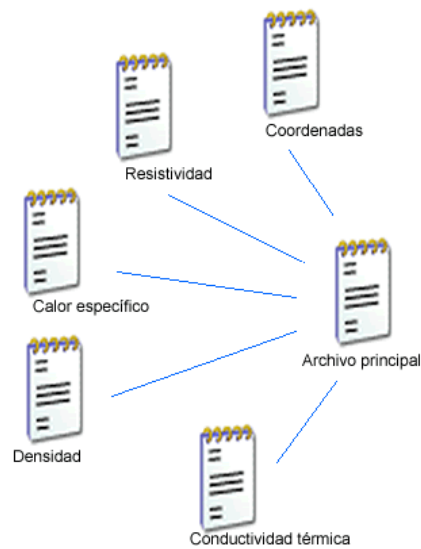 Coordenadas
Resistividad
Calor específico
Archivo principal
Densidad
Conductividad térmica